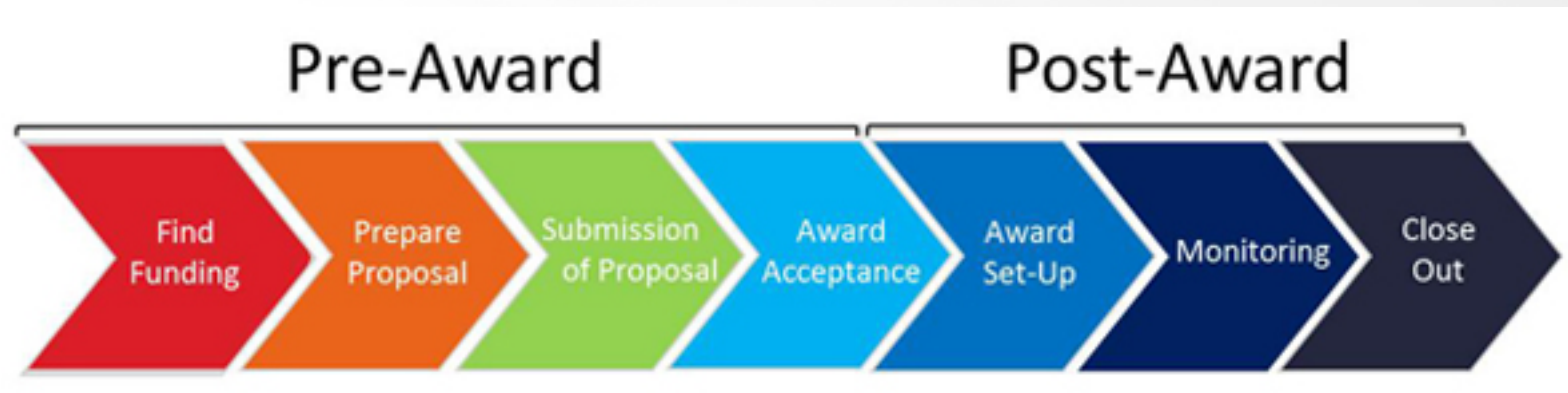 Pre-Award
Post-Award
Find
Funding
Prepare
Proposal
Submission
of Proposal
Award
Acceptance
Award
Set-Up
Monitoring
Close
Out